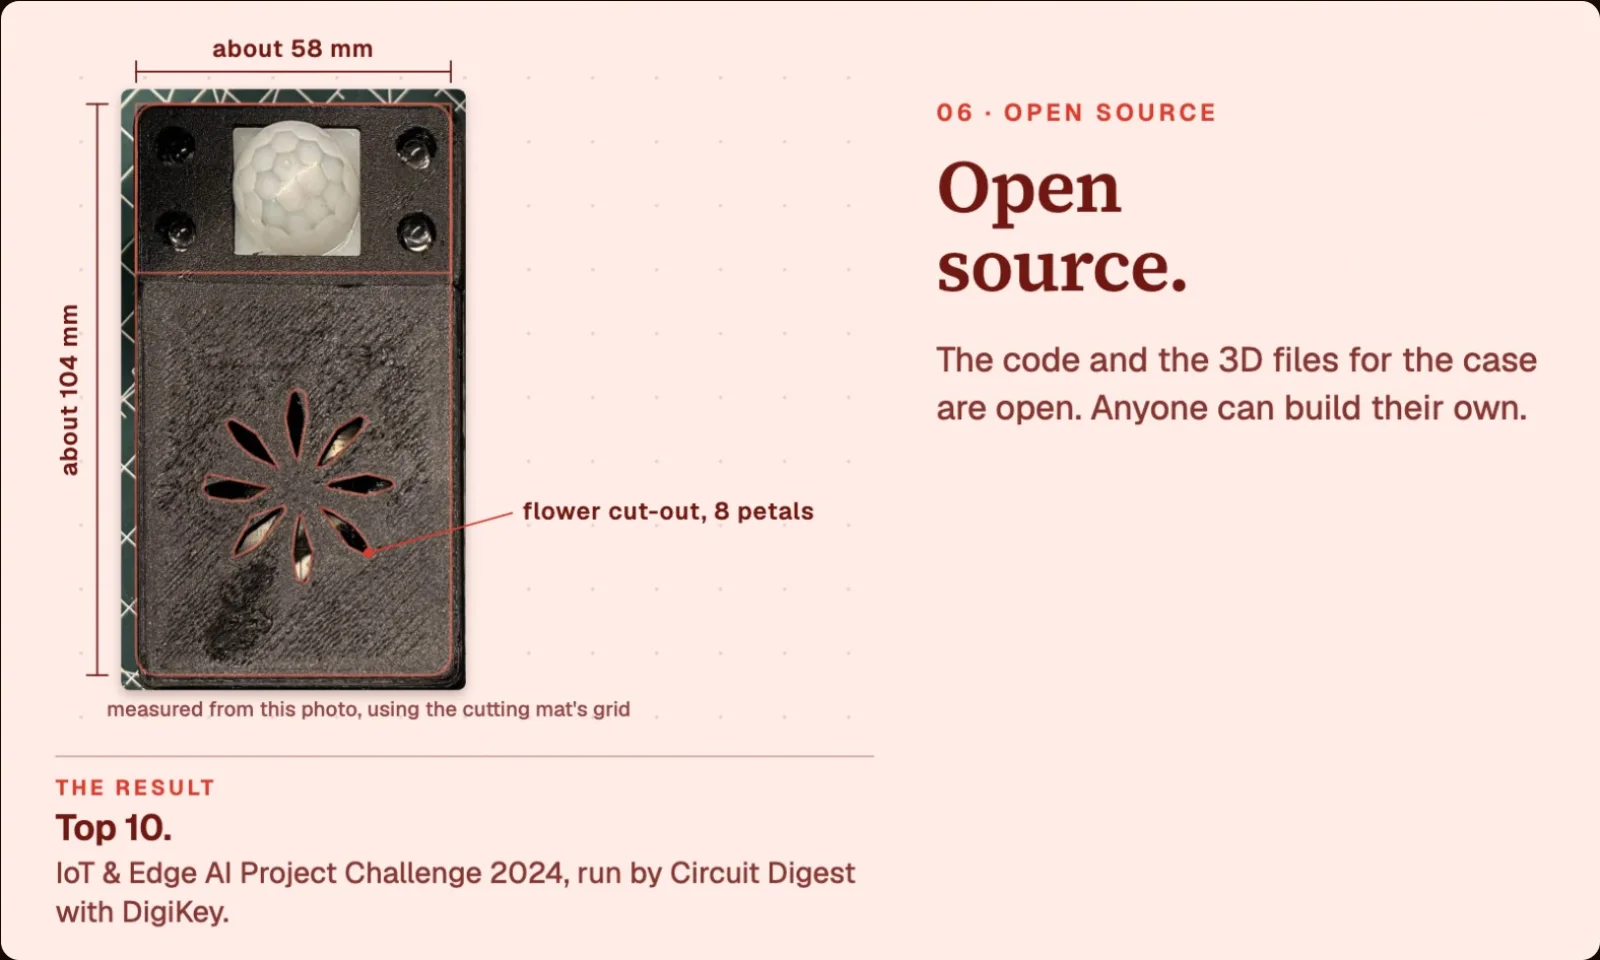 about 58 mm
about 104 mm
flower cut-out, 8 petals
measured from this photo, using the cutting mat's grid
THE RESULT
Top 10.
IoT & Edge AI Project Challenge 2024, run by Circuit Digest
with DigiKey.
06 · OPEN SOURCE
Open
source.
The code and the 3D files for the case
are open. Anyone can build their own.